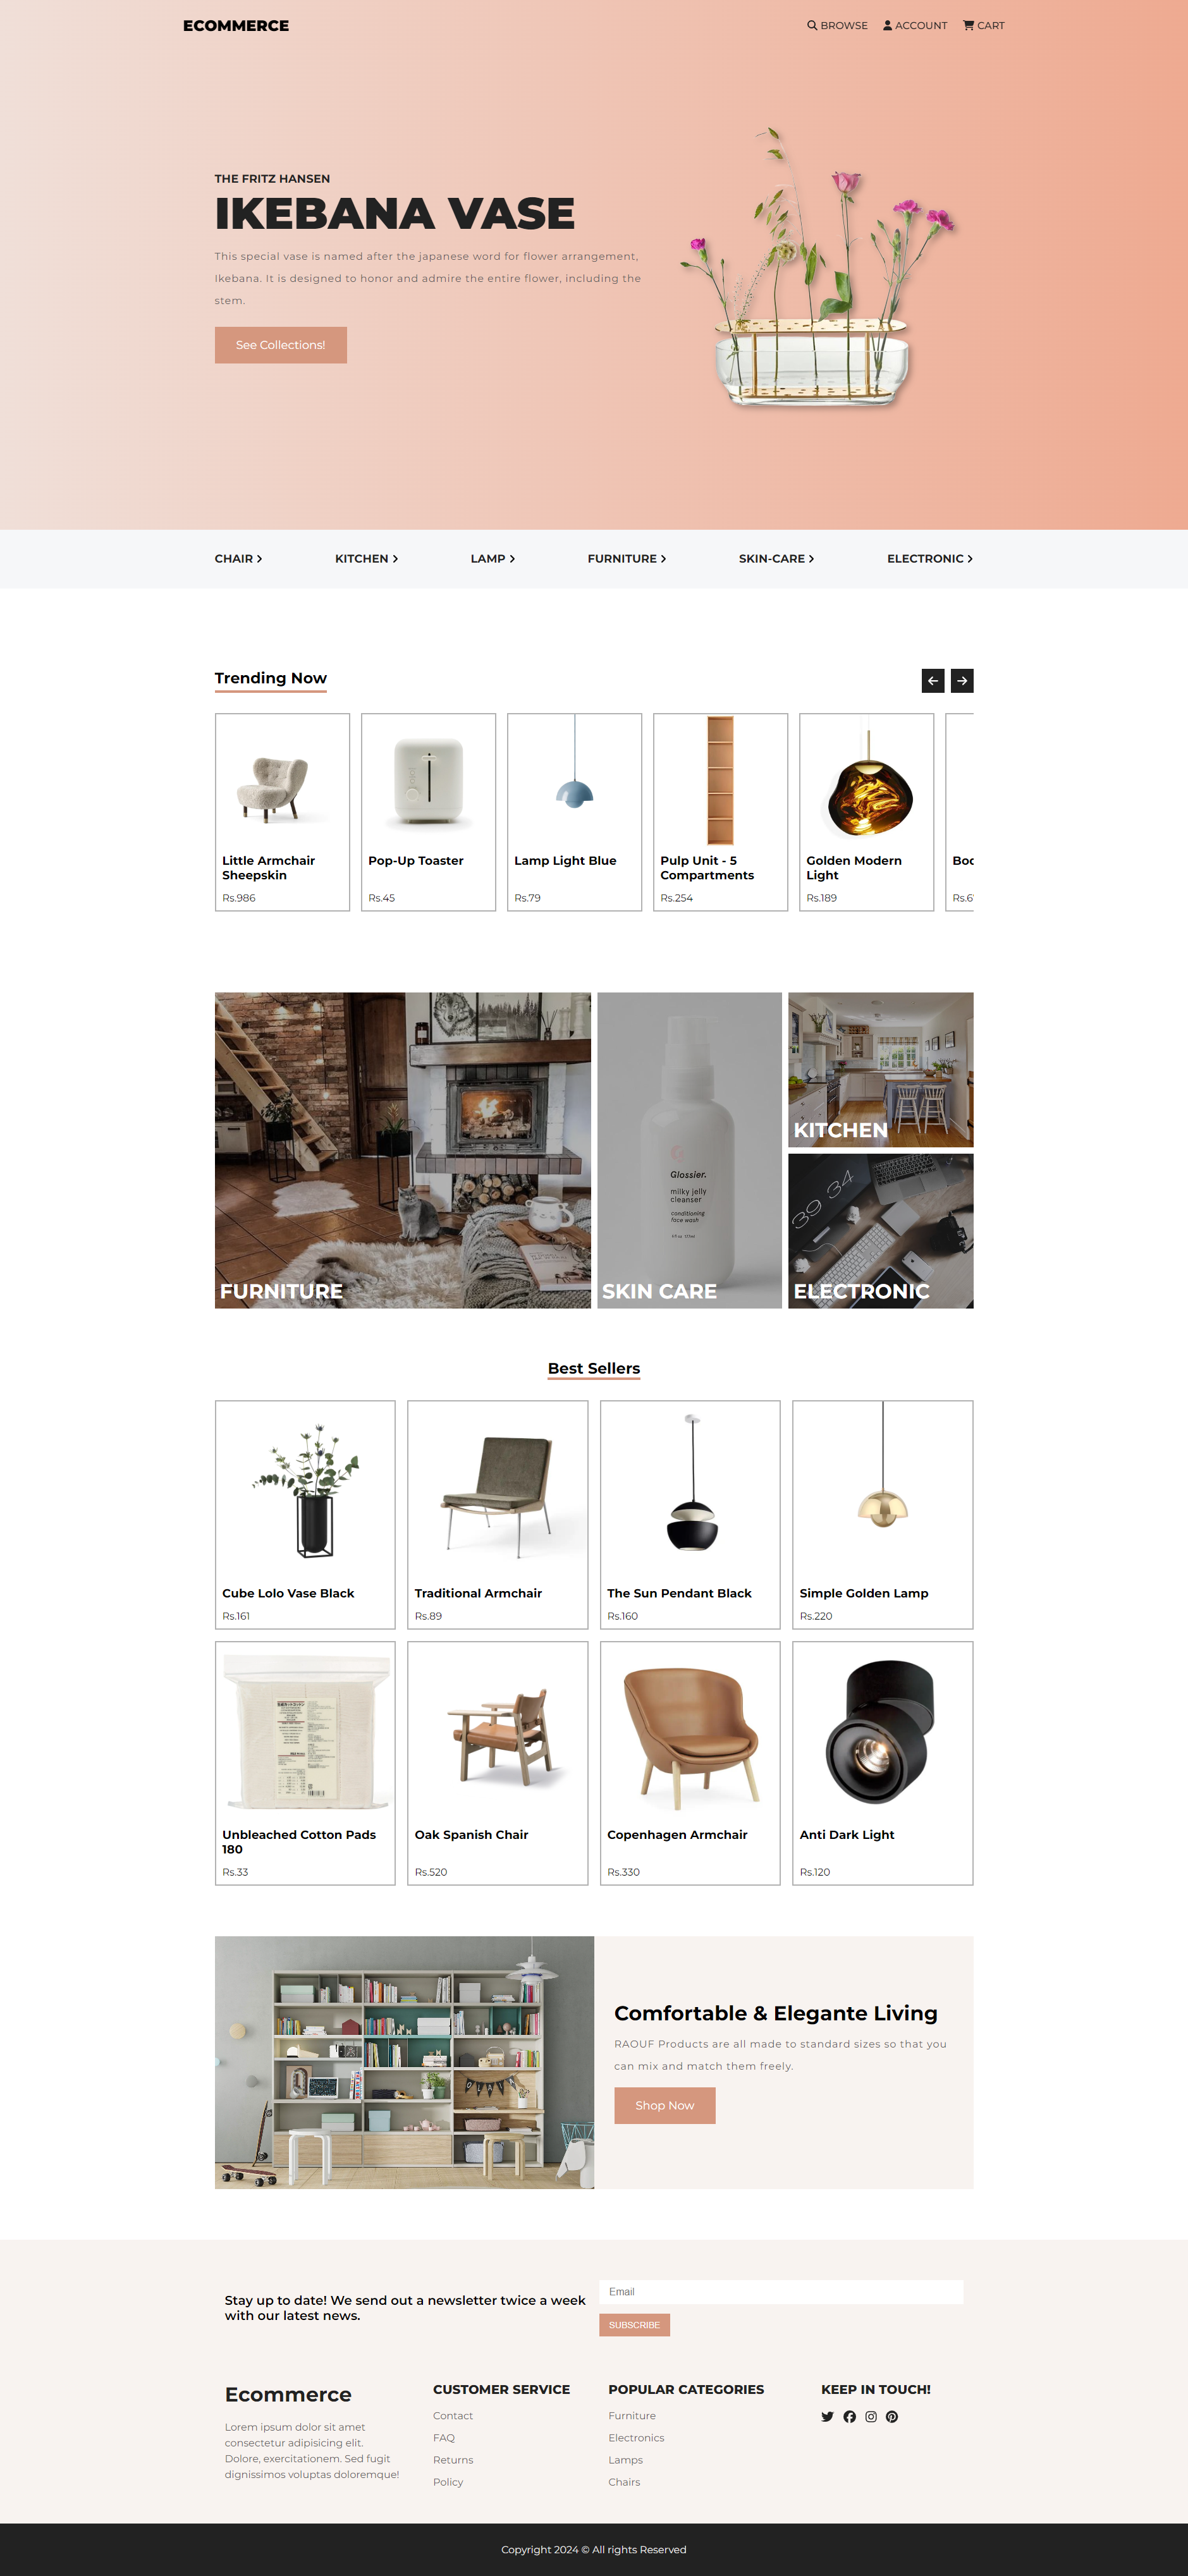 ECOMMERCE
BROWSE ACCOUNT CART
THE FRITZ HANSEN
IKEBANA VASE
This special vase is named after the japanese word for flower arrangement,
Ikebana. It is designed to honor and admire the entire flower, including the
stem.
See Collections!
CHAIR KITCHEN LAMP FURNITURE SKIN-CARE ELECTRONIC
Trending Now
Little Armchair
Sheepskin
Rs.986
Pop-Up Toaster
Rs.45
Lamp Light Blue
Rs.79
Pulp Unit - 5
Compartments
Rs.254
Golden Modern
Light
Rs.189
Glossier.
milky jelly
cleanser
conditioning
face wash
39 34
FURNITURE
SKIN CARE
KITCHEN
ELECTRONIC
Best Sellers
Cube Lolo Vase Black
Rs.161
Traditional Armchair
Rs.89
The Sun Pendant Black
Rs.160
Simple Golden Lamp
Rs.220
Unbleached Cotton Pads
180
Rs.33
Oak Spanish Chair
Rs.520
Copenhagen Armchair
Rs.330
Anti Dark Light
Rs.120
Comfortable & Elegante Living
RAOUF Products are all made to standard sizes so that you
can mix and match them freely.
Shop Now
Stay up to date! We send out a newsletter twice a week
with our latest news.
Email
SUBSCRIBE
Ecommerce
Lorem ipsum dolor sit amet
consectetur adipisicing elit.
Dolore, exercitationem. Sed fugit
dignissimos voluptas doloremque!
CUSTOMER SERVICE
Contact
FAQ
Returns
Policy
POPULAR CATEGORIES
Furniture
Electronics
Lamps
Chairs
KEEP IN TOUCH!
Copyright 2024 © All rights Reserved